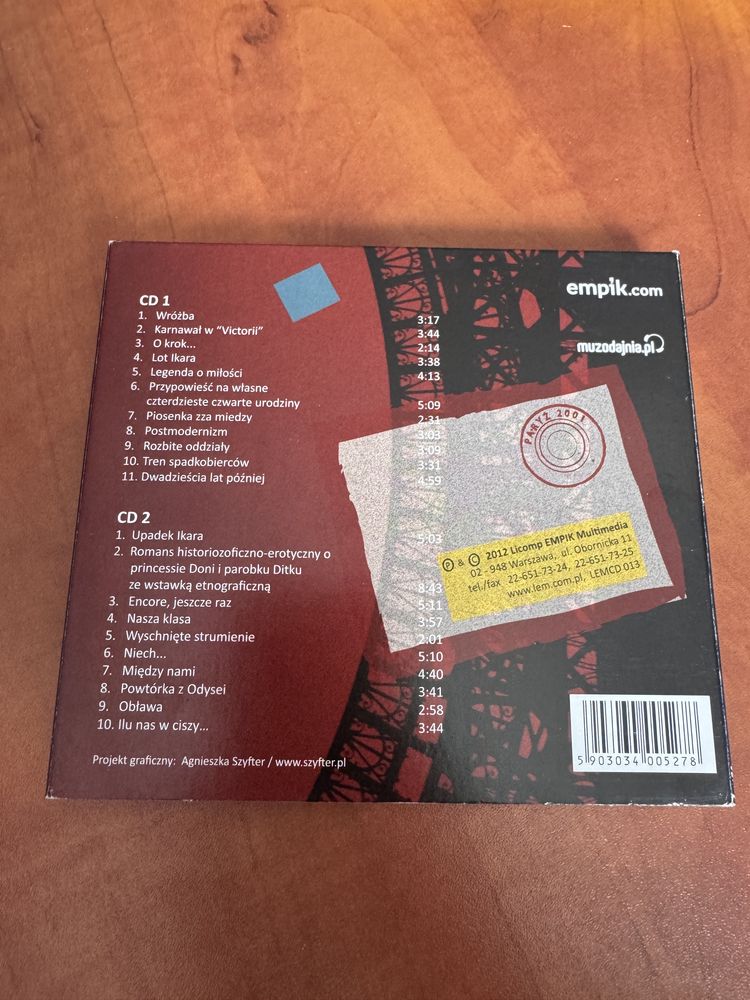 empik.com
muzodajnia.pl
CD 1
1. Wróżba 3:17
2. Karnawał w “Victorii” 3:44
3. O krok... 2:14
4. Lot Ikara 3:38
5. Legenda o miłości 4:13
6. Przypowieść na własne
czterdzieste czwarte urodziny 5:09
7. Piosenka zza miedzy 2:31
8. Postmodernizm 3:03
9. Rozbite oddziały 3:09
10. Tren spadkobierców 3:31
11. Dwadzieścia lat później 4:59
PARYŻ 2001
CD 2
1. Upadek Ikara 5:03
2. Romans historiozoficzno-erotyczny o
princessie Doni i parobku Ditku
ze wstawką etnograficzną 8:43
3. Encore, jeszcze raz 5:11
4. Nasza klasa 3:57
5. Wyschnięte strumienie 2:01
6. Niech... 5:10
7. Między nami 4:40
8. Powtórka z Odysei 3:41
9. Obława 2:58
10. Ilu nas w ciszy... 3:44
℗ & © 2012 Licomp EMPIK Multimedia
02 - 948 Warszawa, ul. Obornicka 11
tel./fax 22-651-73-24, 22-651-73-25
www.lem.com.pl, LEMCD 013
Projekt graficzny: Agnieszka Szyfter / www.szyfter.pl
5 903034 005278